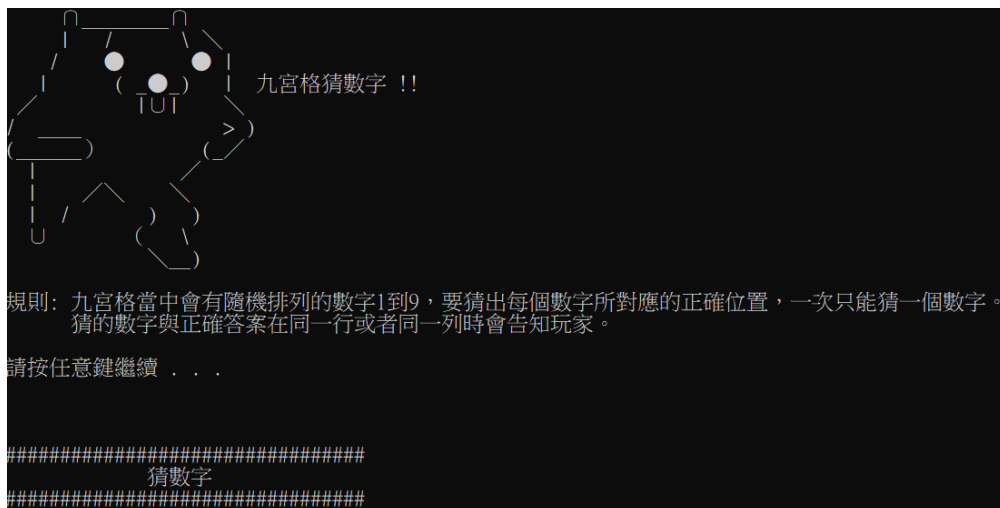 九宮格猜數字 !!
規則: 九宮格當中會有隨機排列的數字1到9，要猜出每個數字所對應的正確位置，一次只能猜一個數字。
猜的數字與正確答案在同一行或者同一列時會告知玩家。
請按任意鍵繼續 . . .
#################################
猜數字
#################################